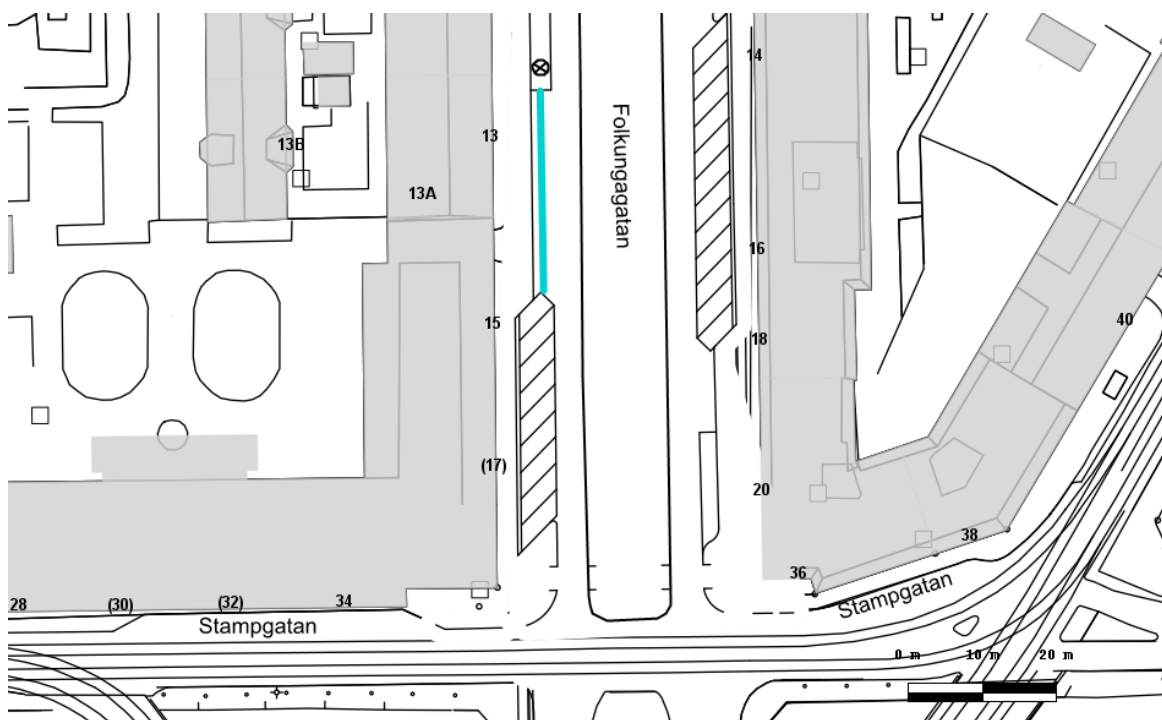 14
13
Folkungagatan
13B
13A
16
15
40
18
(17)
20
38
36
28
(30)
(32)
34
Stampgatan
Stampgatan
0 m
10 m
20 m